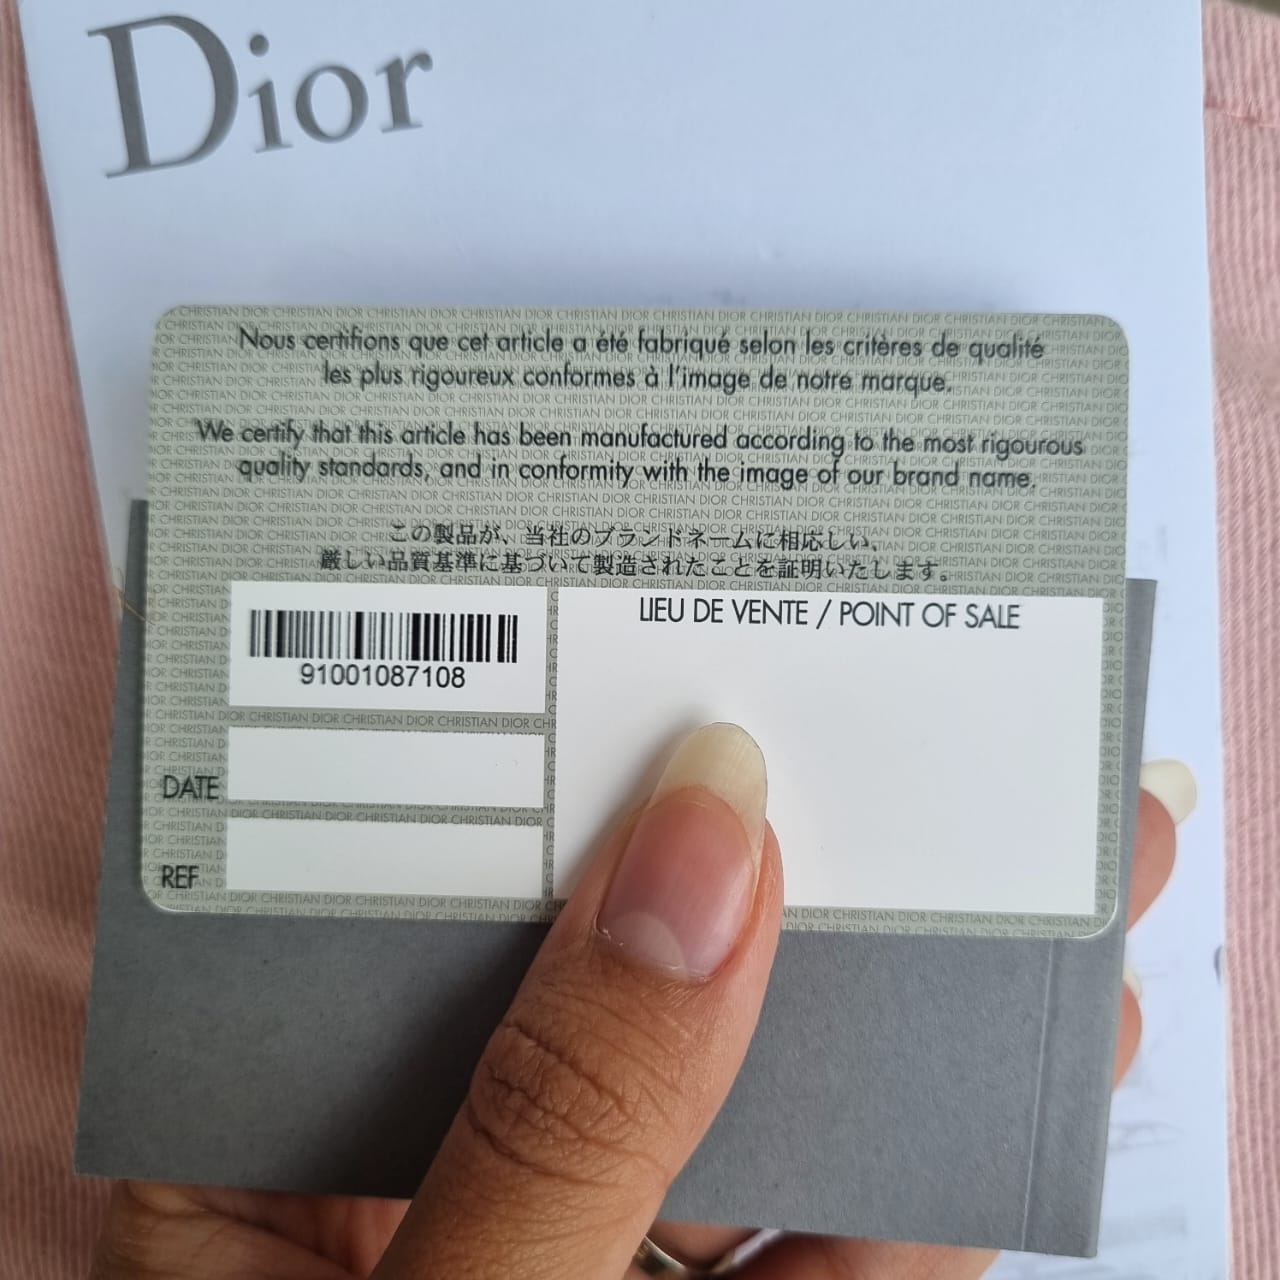 Dior
Nous certifions que cet article a été fabriqué selon les critères de qualité
les plus rigoureux conformes à l'image de notre marque.
We certify that this article has been manufactured according to the most rigourous
quality standards, and in conformity with the image of our brand name.
この製品が、当社のブランドネームに相応しい、
厳しい品質基準に基づいて製造されたことを証明いたします。
LIEU DE VENTE / POINT OF SALE
91001087108
DATE
REF